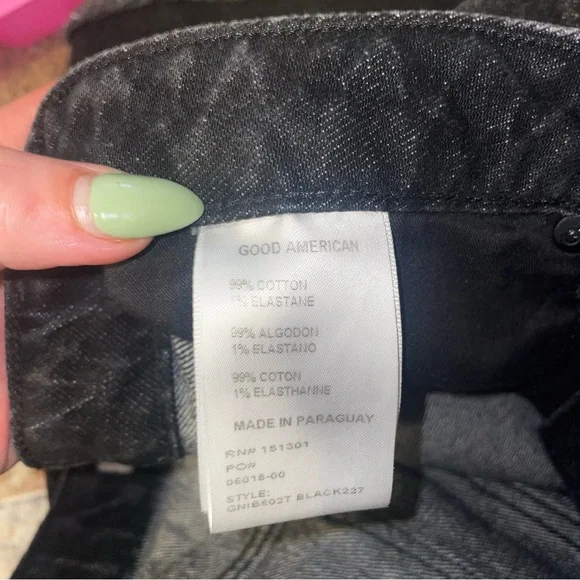 GOOD AMERICAN
99% COTTON
1% ELASTANE
99% ALGODON
1% ELASTANO
99% COTON
1% ELASTHANNE
MADE IN PARAGUAY
RN# 151301
PO#
06018-00
STYLE:
GNIB602T BLACK227